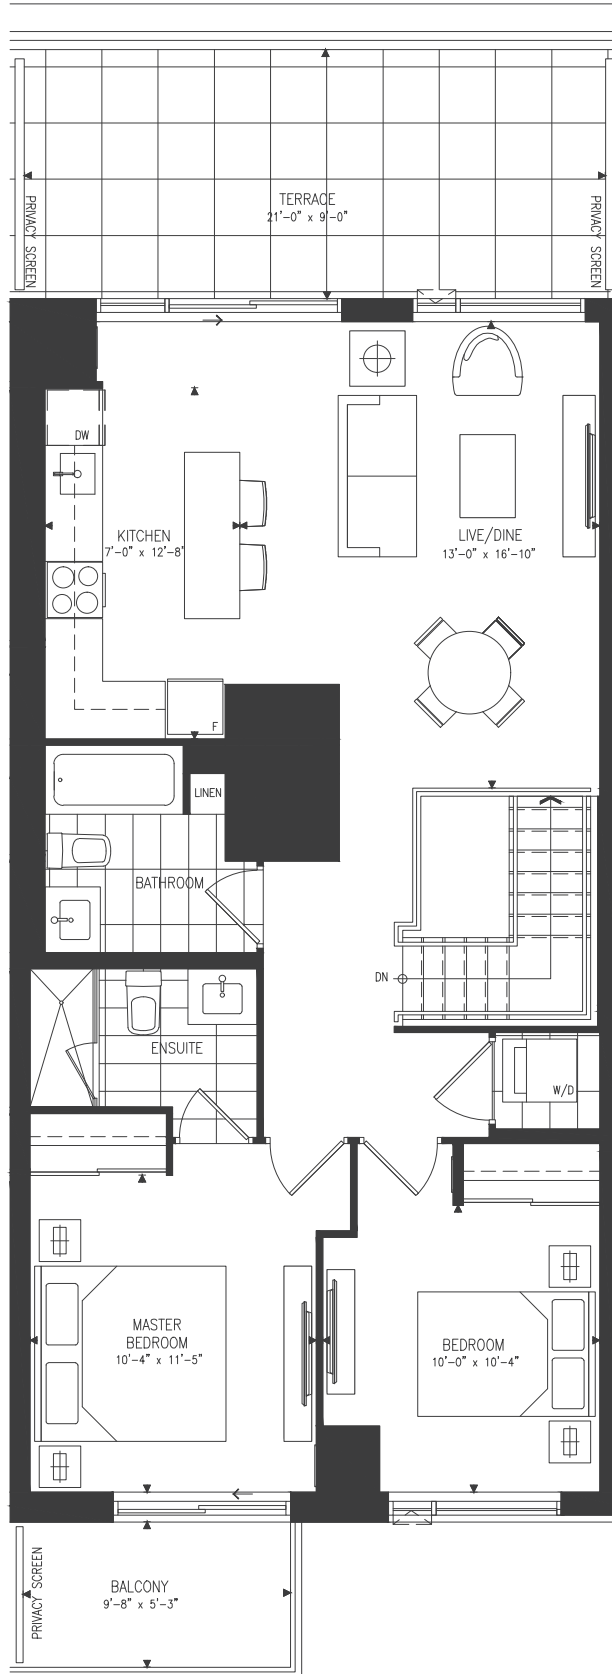 TERRACE
21'-0" x 9'-0"
PRIVACY SCREEN
PRIVACY SCREEN
DW
KITCHEN
7'-0" x 12'-8"
LIVE/DINE
13'-0" x 16'-10"
F
LINEN
BATHROOM
DN
ENSUITE
W/D
MASTER
BEDROOM
10'-4" x 11'-5"
BEDROOM
10'-0" x 10'-4"
PRIVACY SCREEN
BALCONY
9'-8" x 5'-3"